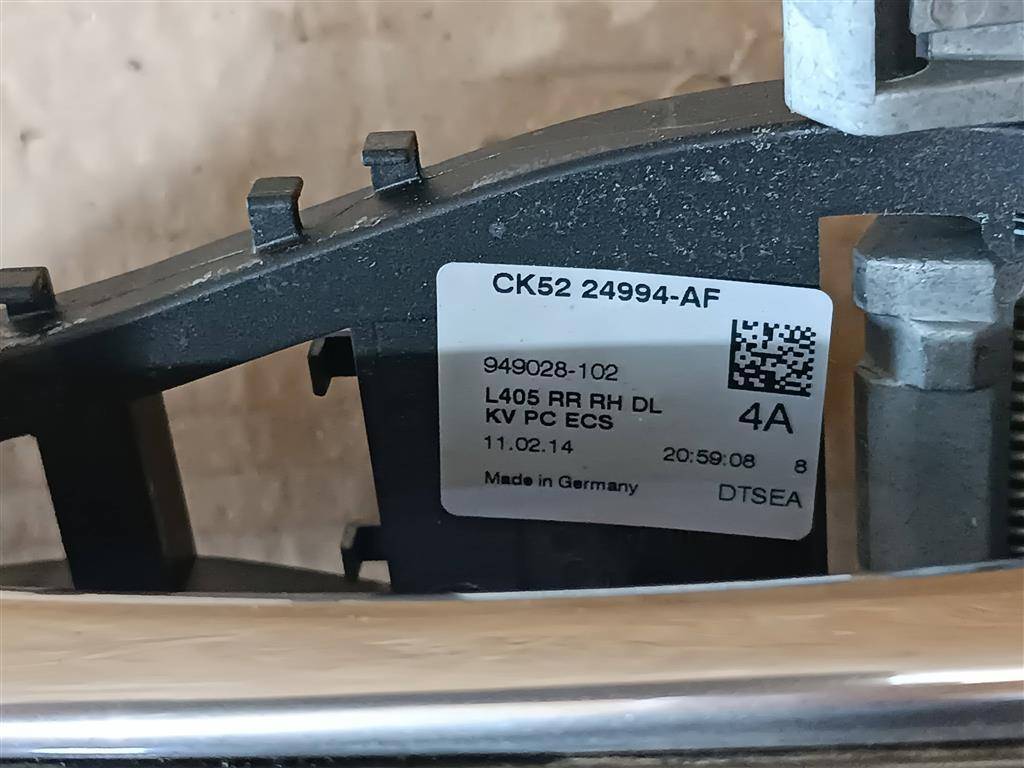 CK52 24994-AF
949028-102
L405 RR RH DL
KV PC ECS
4A
11.02.14 20:59:08 8
Made in Germany DTSEA